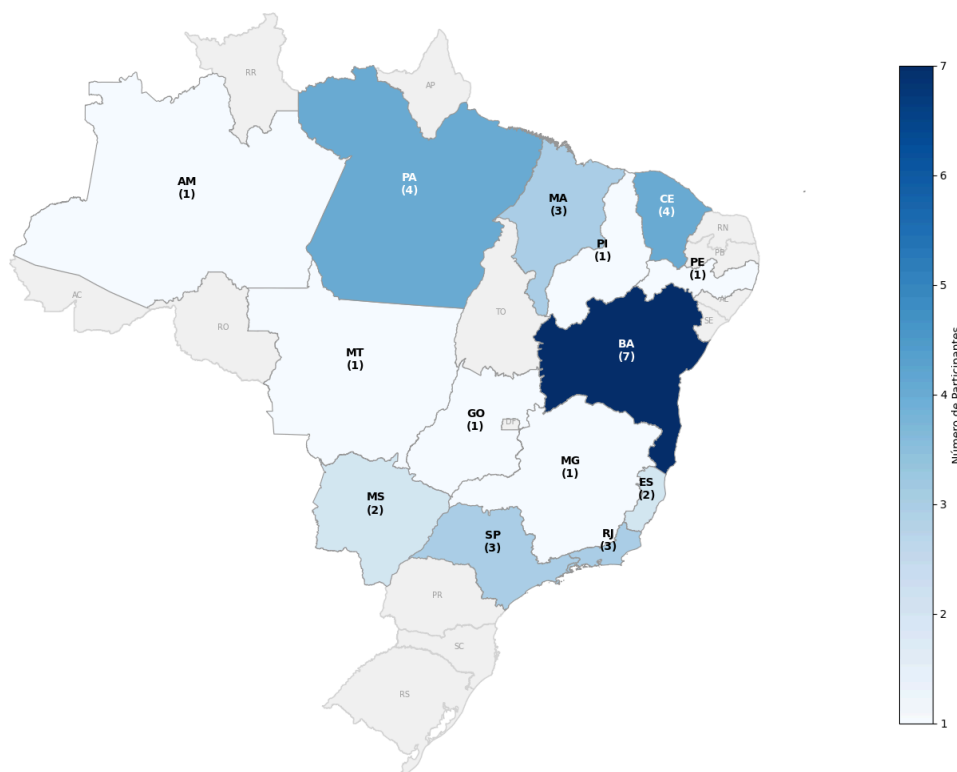 RR
AP
AM
(1)
PA
(4)
MA
(3)
CE
(4)
RN
PB
PI
(1)
PE
(1)
AC
AL
SE
RO
TO
MT
(1)
BA
(7)
GO
(1)
DF
MG
(1)
MS
(2)
ES
(2)
SP
(3)
RJ
(3)
PR
SC
RS
7
6
5
4
3
2
1
Número de Participantes